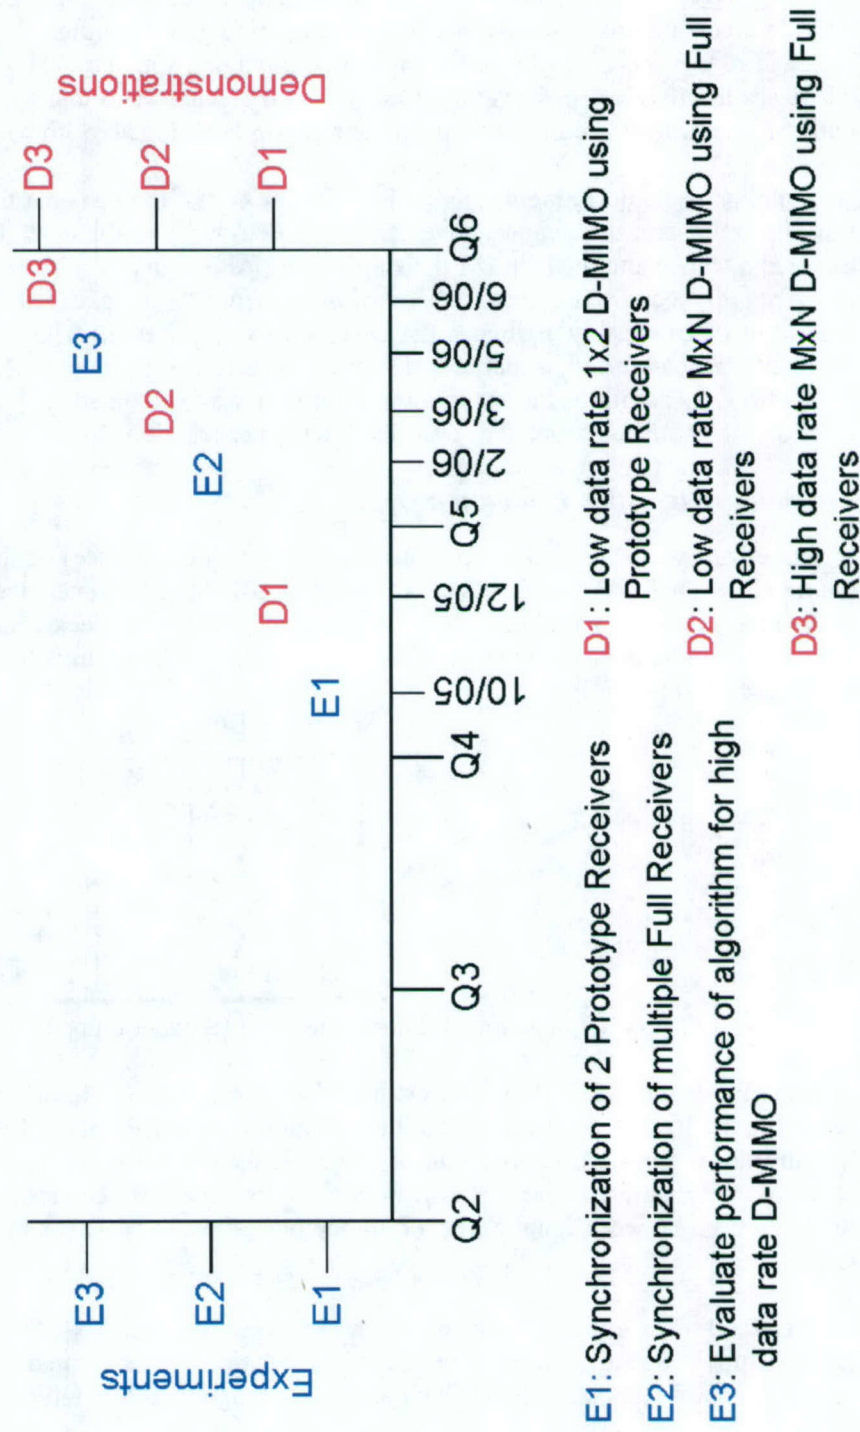 Experiments
E3
E2
E1
D3
E3
D2
E2
D1
E1
D3
D2
D1
Demonstrations
Q2
Q3
Q4
10/05
12/05
Q5
2/06
3/06
5/06
6/06
Q6
E1: Synchronization of 2 Prototype Receivers
E2: Synchronization of multiple Full Receivers
E3: Evaluate performance of algorithm for high
data rate D-MIMO
D1: Low data rate 1x2 D-MIMO using
Prototype Receivers
D2: Low data rate MxN D-MIMO using Full
Receivers
D3: High data rate MxN D-MIMO using Full
Receivers